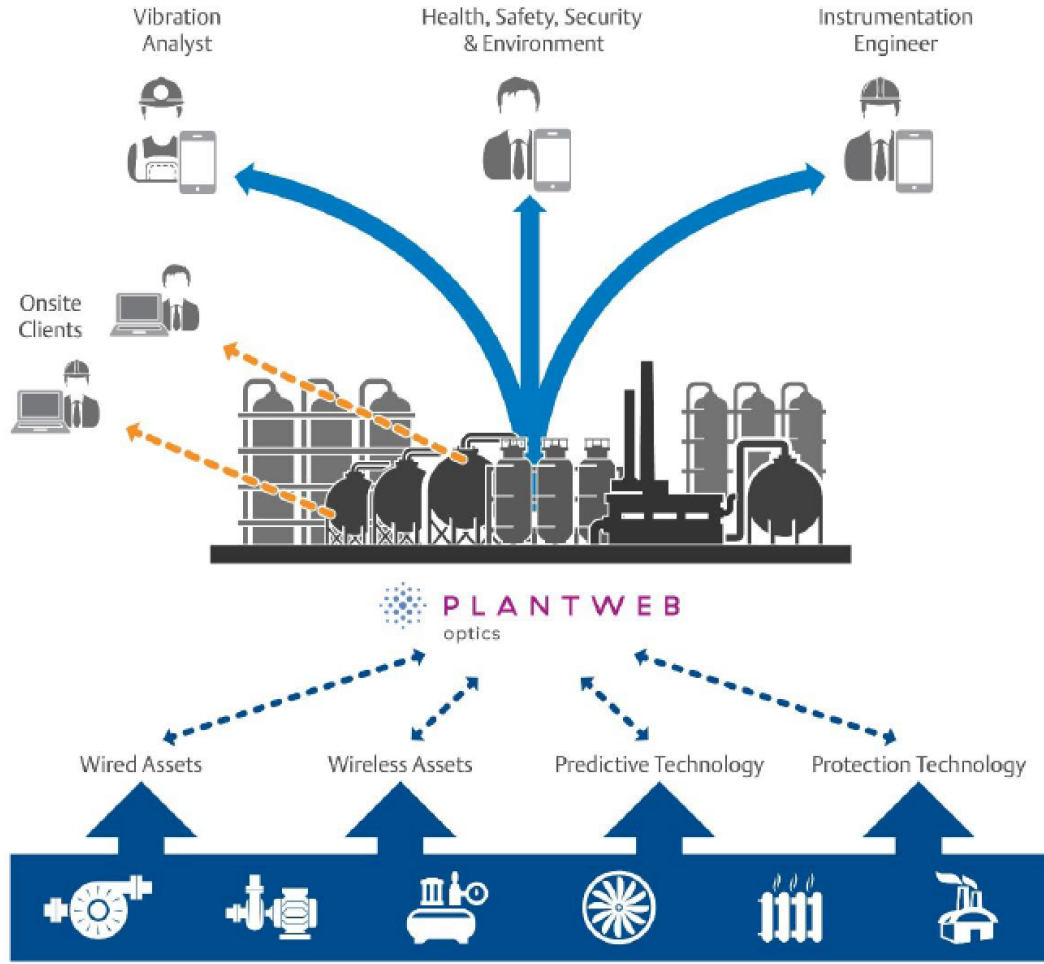 Vibration
Analyst
Health, Safety, Security
& Environment
Instrumentation
Engineer
Onsite
Clients
PLANTWEB
optics
Wired Assets
Wireless Assets
Predictive Technology
Protection Technology